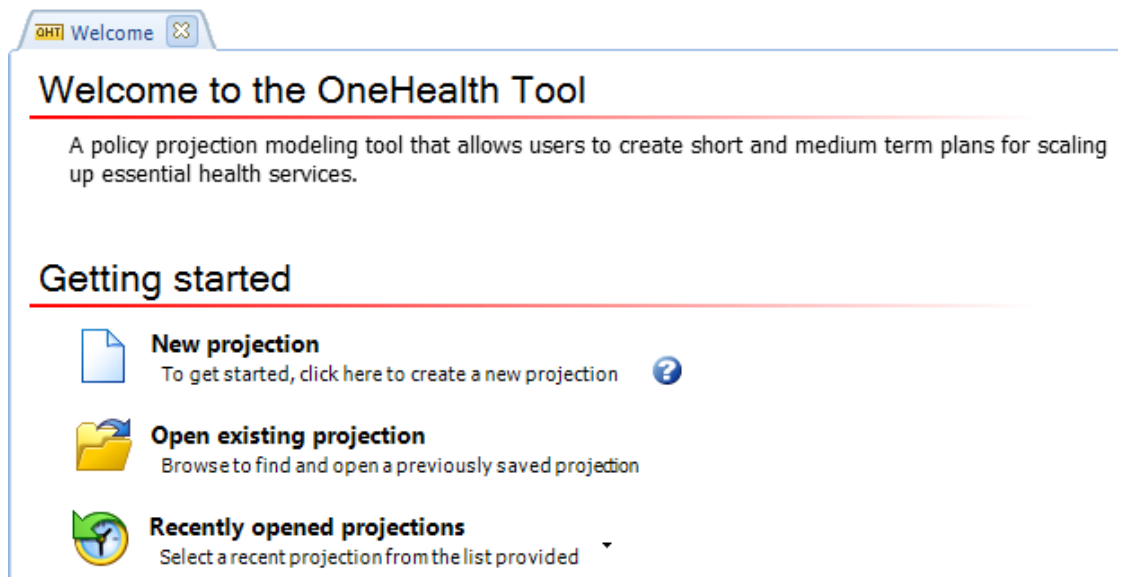 OHT Welcome
Welcome to the OneHealth Tool
A policy projection modeling tool that allows users to create short and medium term plans for scaling
up essential health services.
Getting started
New projection
To get started, click here to create a new projection ?
Open existing projection
Browse to find and open a previously saved projection
Recently opened projections
Select a recent projection from the list provided